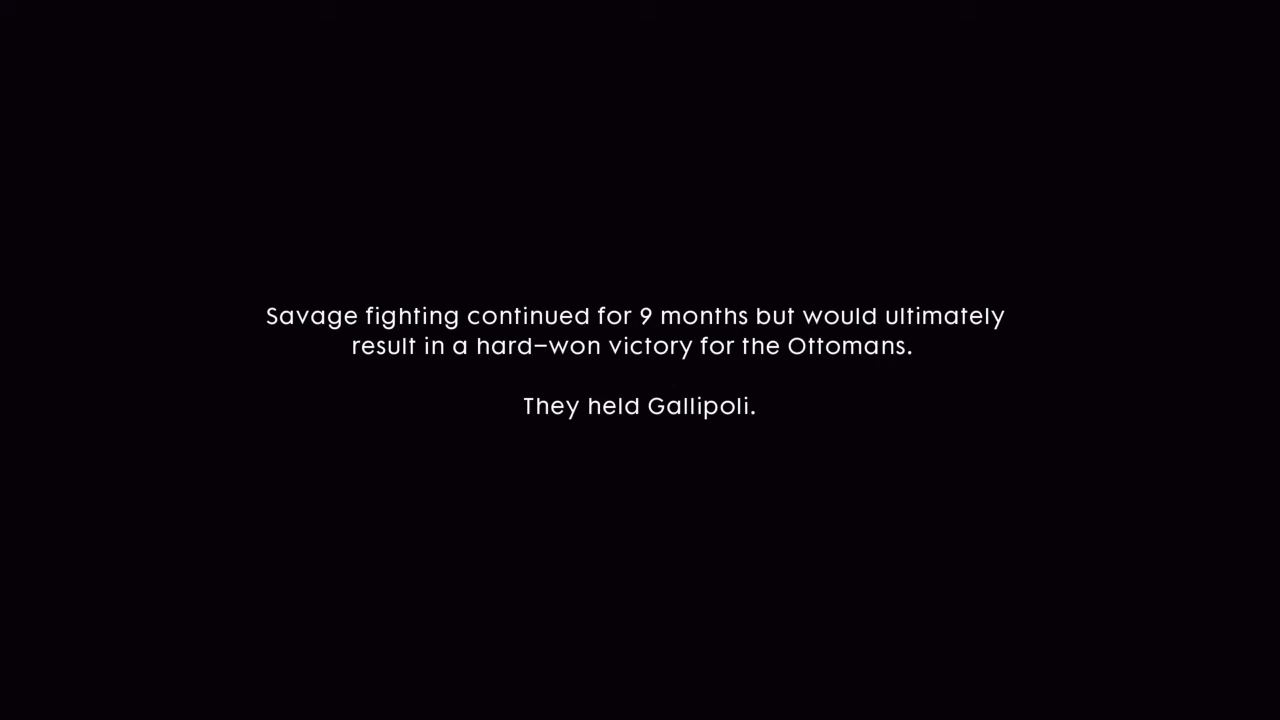 Savage fighting continued for 9 months but would ultimately
result in a hard–won victory for the Ottomans.
They held Gallipoli.